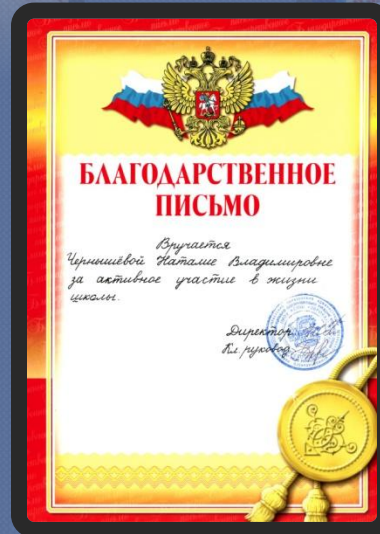 БЛАГОДАРСТВЕННОЕ
ПИСЬМО
Вручается
Чернышёвой Наталие Владимировне
за активное участие в жизни
школы.
Директор
Кл. руковод.